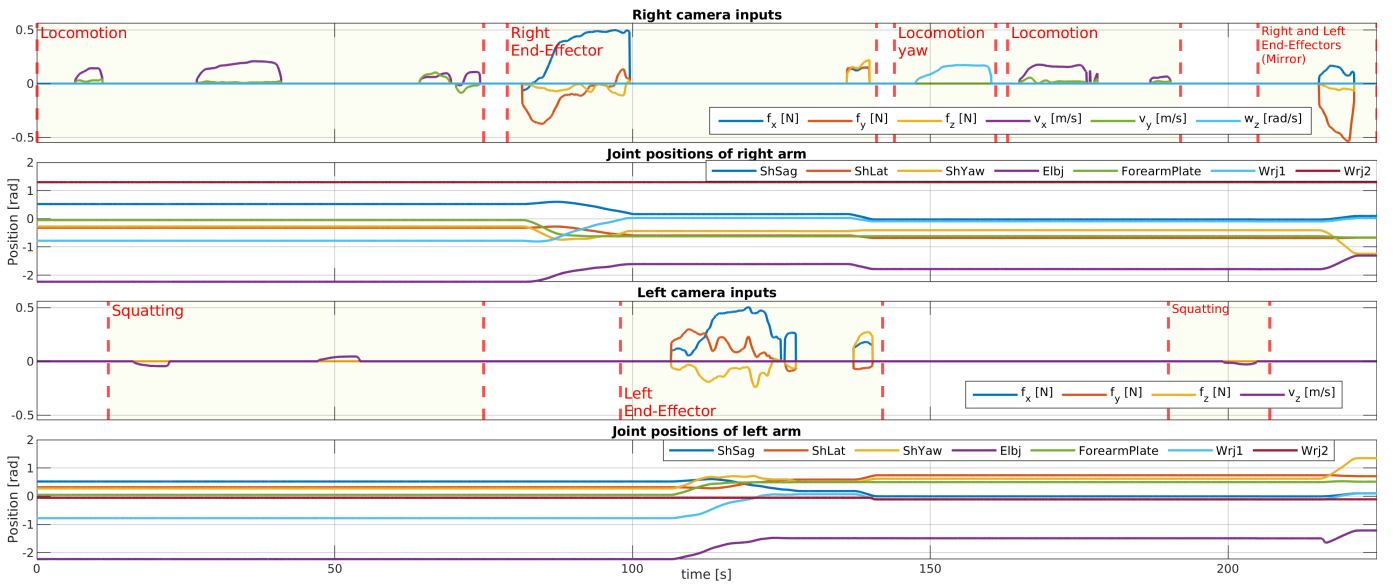 Right camera inputs
0.5
0
-0.5
Locomotion
Right
End-Effector
Locomotion
yaw
Locomotion
Right and Left
End-Effectors
(Mirror)
f_x [N] f_y [N] f_z [N] v_x [m/s] v_y [m/s] w_z [rad/s]
Joint positions of right arm
Position [rad]
2
1
0
-1
-2
ShSag ShLat ShYaw Elbj ForearmPlate Wrj1 Wrj2
Left camera inputs
0.5
0
-0.5
Squatting
Left
End-Effector
Squatting
f_x [N] f_y [N] f_z [N] v_z [m/s]
Joint positions of left arm
Position [rad]
2
1
0
-1
-2
ShSag ShLat ShYaw Elbj ForearmPlate Wrj1 Wrj2
0 50 100 150 200
time [s]